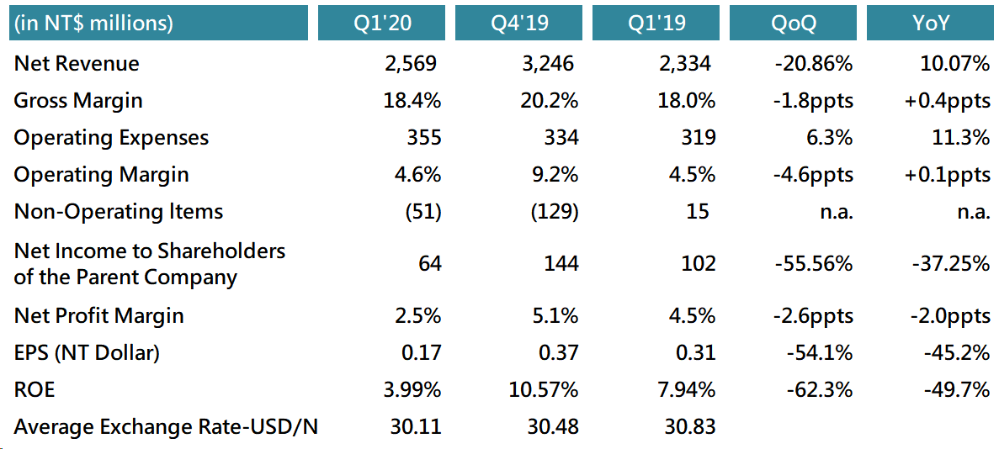 (in NT$ millions) Q1'20 Q4'19 Q1'19 QoQ YoY
Net Revenue 2,569 3,246 2,334 -20.86% 10.07%
Gross Margin 18.4% 20.2% 18.0% -1.8ppts +0.4ppts
Operating Expenses 355 334 319 6.3% 11.3%
Operating Margin 4.6% 9.2% 4.5% -4.6ppts +0.1ppts
Non-Operating Items (51) (129) 15 n.a. n.a.
Net Income to Shareholders
of the Parent Company 64 144 102 -55.56% -37.25%
Net Profit Margin 2.5% 5.1% 4.5% -2.6ppts -2.0ppts
EPS (NT Dollar) 0.17 0.37 0.31 -54.1% -45.2%
ROE 3.99% 10.57% 7.94% -62.3% -49.7%
Average Exchange Rate-USD/N 30.11 30.48 30.83